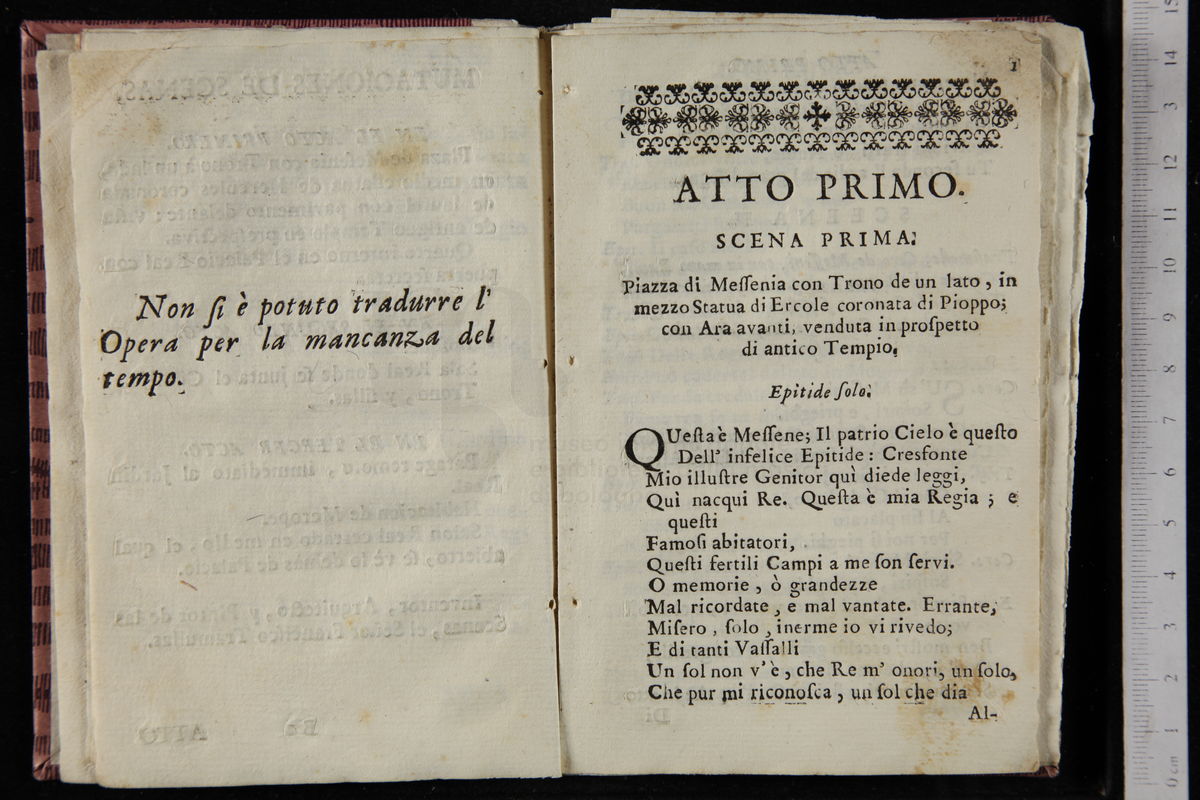 Non ſi è potuto tradurre l'
Opera per la mancanza del
tempo.
1
ATTO PRIMO.
SCENA PRIMA.
Piazza di Meſſenia con Trono de un lato, in
mezzo Statua di Ercole coronata di Pioppo;
con Ara avanti, venduta in proſpetto
di antico Tempio.
Epitide ſolo.
QUeſta è Meſſene; Il patrio Cielo è queſto
Dell' infelice Epitide: Cresfonte
Mio illuſtre Genitor quì diede leggi,
Quì nacqui Re. Queſta è mia Regia; e
queſti
Famoſi abitatori,
Queſti fertili Campi a me ſon ſervi.
O memorie, ò grandezze
Mal ricordate, e mal vantate. Errante,
Miſero, ſolo, inerme io vi rivedo;
E di tanti Vaſſalli
Un ſol non v'è, che Re m' onori, un ſolo,
Che pur mi riconoſca, un ſol che dia
Al-